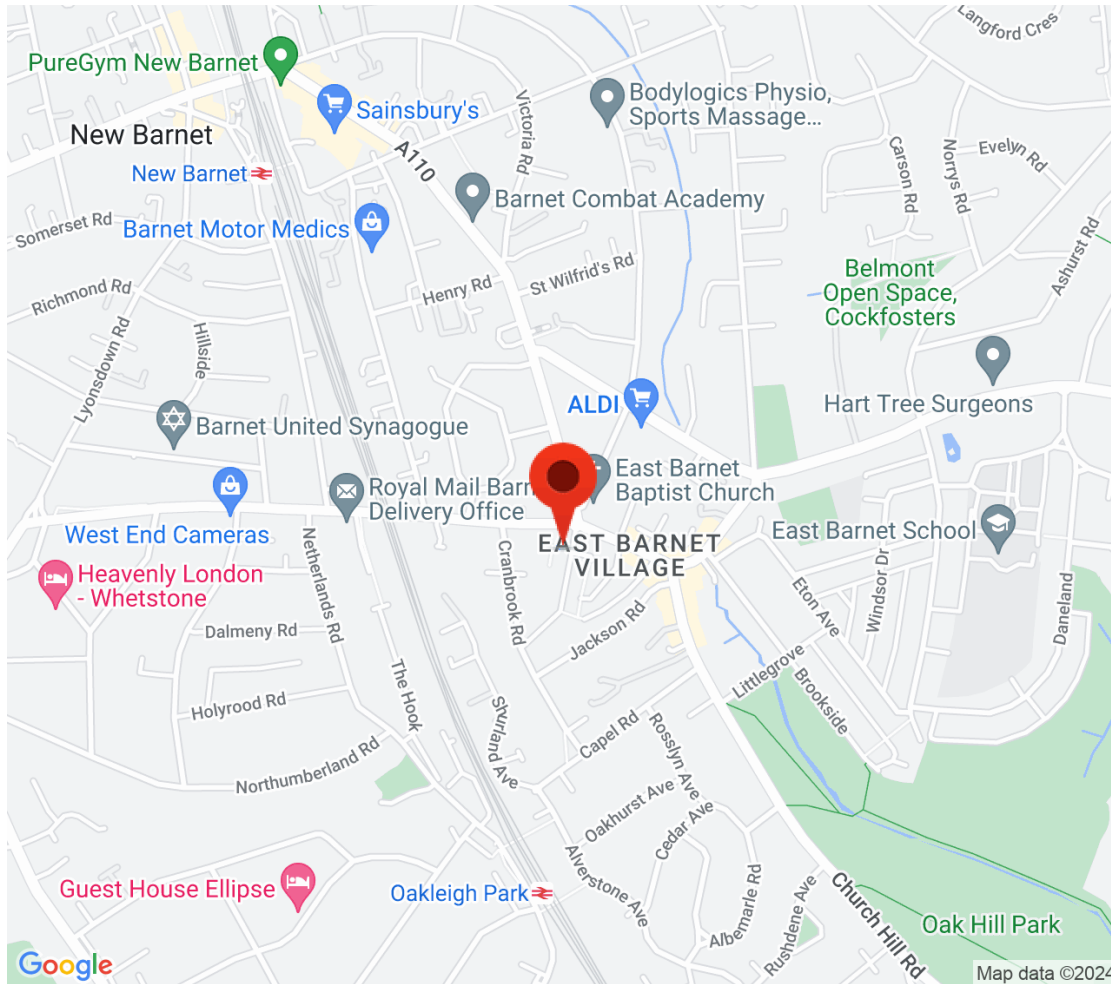 Langford Cres
PureGym New Barnet
Sainsbury's
Victoria Rd
Bodylogics Physio,
Sports Massage...
New Barnet
A110
Carson Rd
Norrys Rd
Evelyn Rd
New Barnet
Barnet Combat Academy
Somerset Rd
Barnet Motor Medics
Ashurst Rd
St Wilfrid's Rd
Henry Rd
Richmond Rd
Belmont
Open Space,
Cockfosters
Hillside
Lyonsdown Rd
ALDI
Hart Tree Surgeons
Barnet United Synagogue
East Barnet
Baptist Church
Royal Mail Barn
Delivery Office
West End Cameras
East Barnet School
EAST BARNET
VILLAGE
Heavenly London
- Whetstone
Netherlands Rd
Cranbrook Rd
Windsor Dr
Eton Ave
Daneland
Dalmeny Rd
Jackson Rd
Littlegrove
Brookside
The Hook
Holyrood Rd
Shurland Ave
Capel Rd
Rosslyn Ave
Northumberland Rd
Oakhurst Ave
Cedar Ave
Guest House Ellipse
Oakleigh Park
Alverstone Ave
Albemarle Rd
Rushdene Ave
Church Hill Rd
Oak Hill Park
Google
Map data ©2024